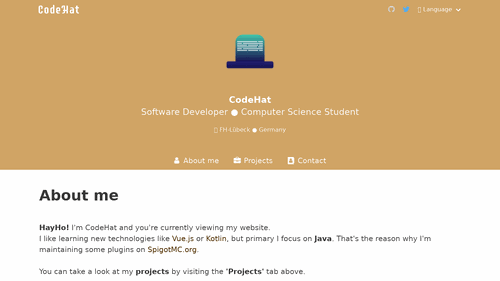 CodeHat
Language
CodeHat
Software Developer ● Computer Science Student
FH-Lübeck ● Germany
About me
Projects
Contact
About me
HayHo! I'm CodeHat and you're currently viewing my website.
I like learning new technologies like Vue.js or Kotlin, but primary I focus on Java. That's the reason why I'm
maintaining some plugins on SpigotMC.org.
You can take a look at my projects by visiting the 'Projects' tab above.